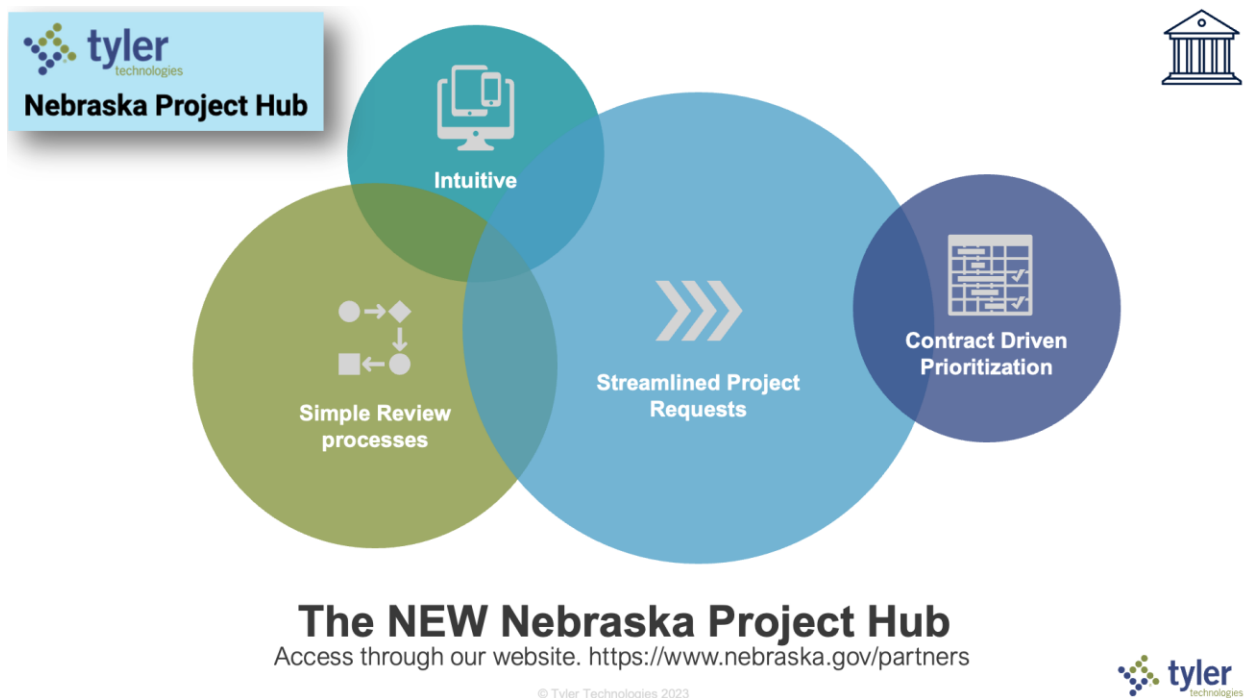 tyler
technologies
Nebraska Project Hub
Intuitive
Simple Review
processes
Streamlined Project
Requests
Contract Driven
Prioritization
The NEW Nebraska Project Hub
Access through our website. https://www.nebraska.gov/partners
© Tyler Technologies 2023
tyler
technologies